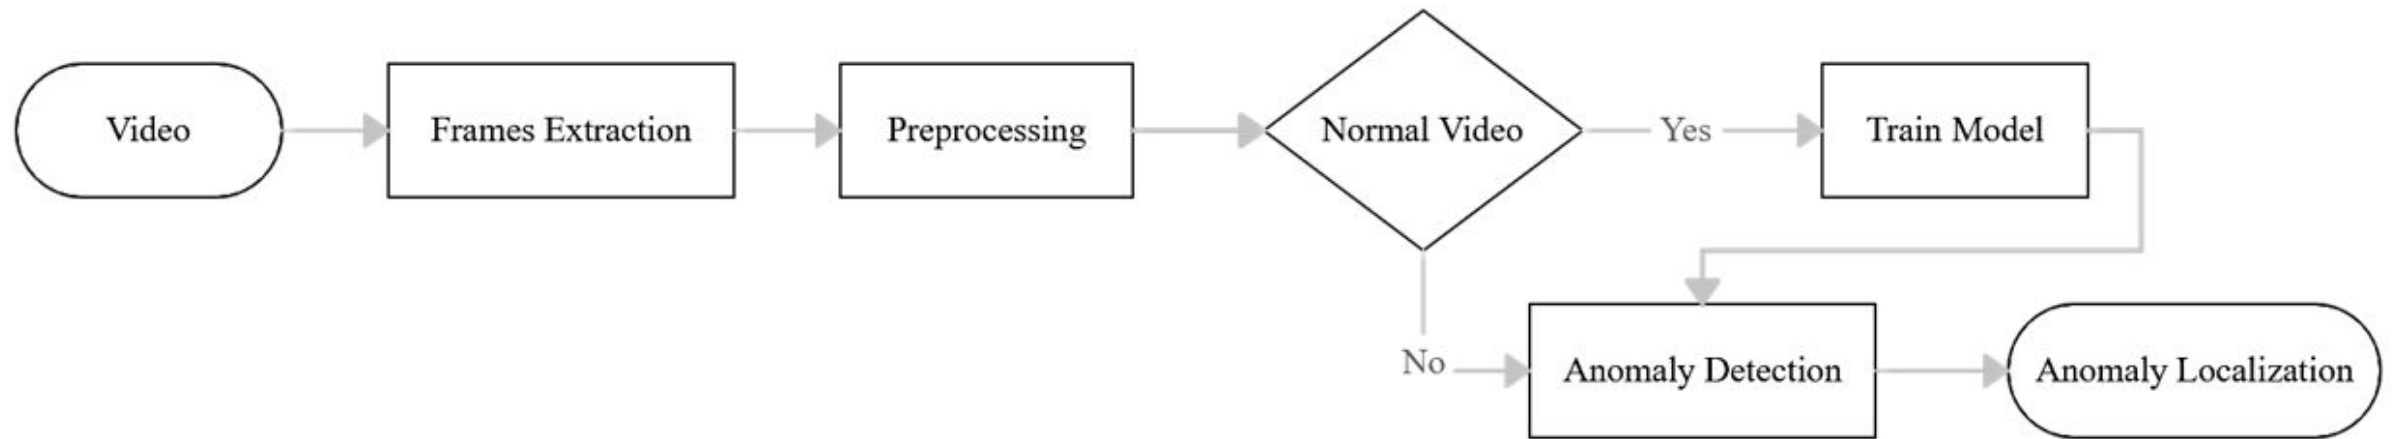 Video
Frames Extraction
Preprocessing
Normal Video
Yes
Train Model
No
Anomaly Detection
Anomaly Localization